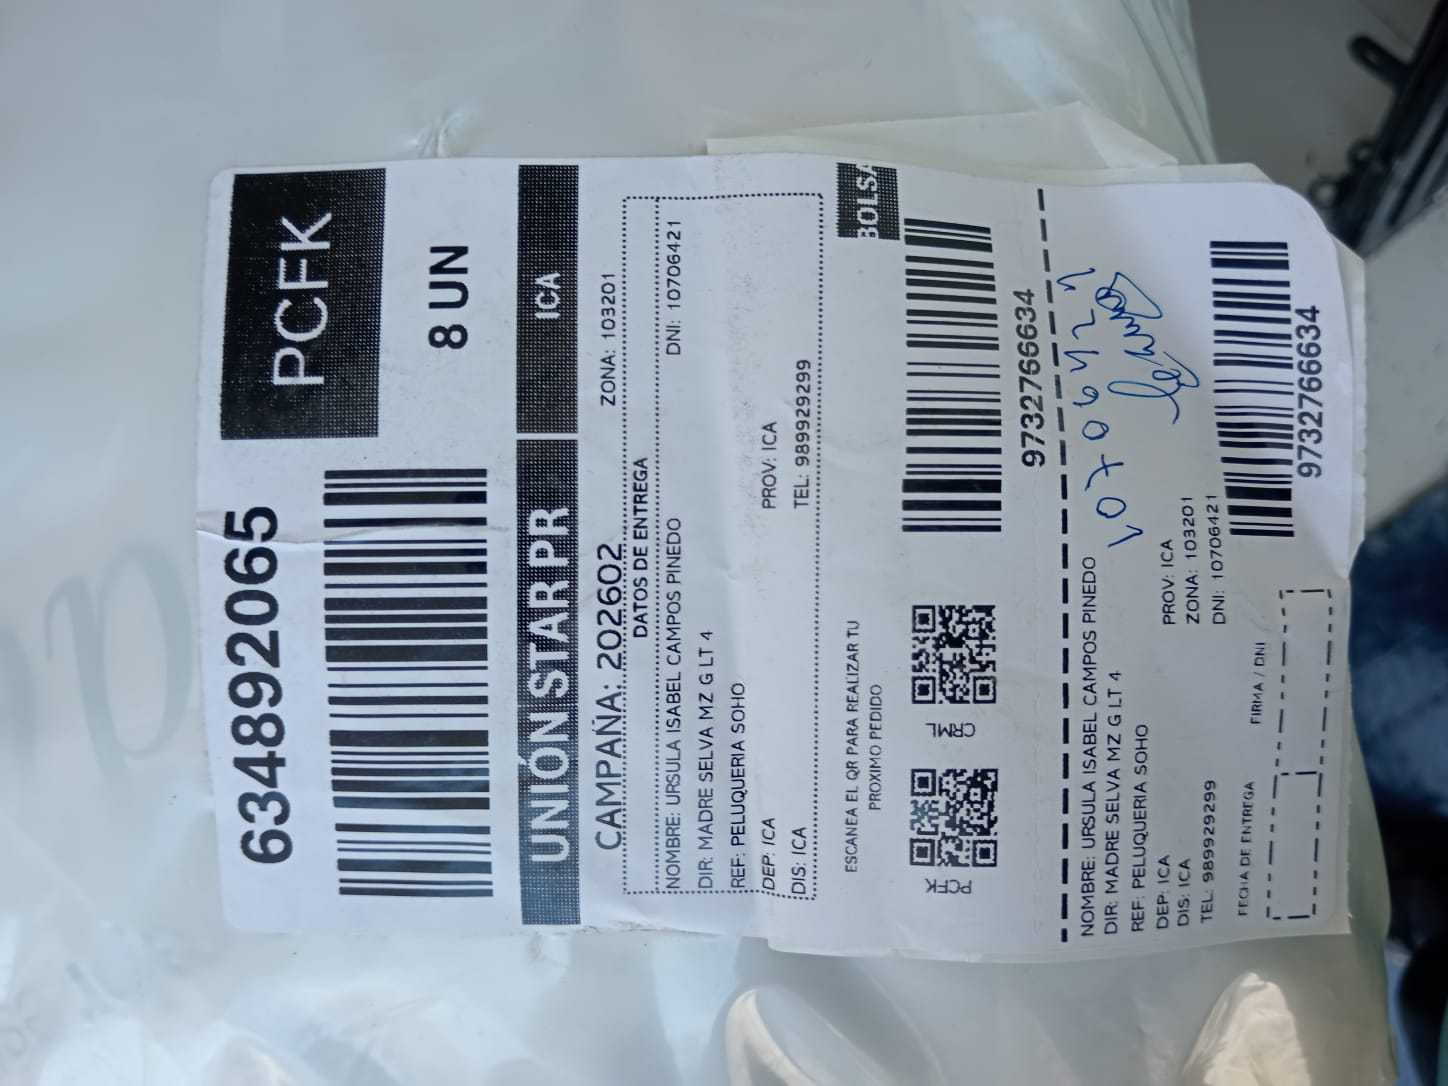 634892065
PCFK
8 UN
UNIÓN STAR PR
ICA
CAMPAÑA: 202602
ZONA: 103201
DATOS DE ENTREGA
NOMBRE: URSULA ISABEL CAMPOS PINEDO
DNI: 10706421
DIR: MADRE SELVA MZ G LT 4
REF: PELUQUERIA SOHO
DEP: ICA
PROV: ICA
DIS: ICA
TEL: 989929299
BOLSA
ESCANEA EL QR PARA REALIZAR TU
PROXIMO PEDIDO
PCFK
CRML
9732766634
NOMBRE: URSULA ISABEL CAMPOS PINEDO
10706421
DIR: MADRE SELVA MZ G LT 4
REF: PELUQUERIA SOHO
DEP: ICA
PROV: ICA
DIS: ICA
ZONA: 103201
TEL: 989929299
DNI: 10706421
FECHA DE ENTREGA
FIRMA / DNI
9732766634